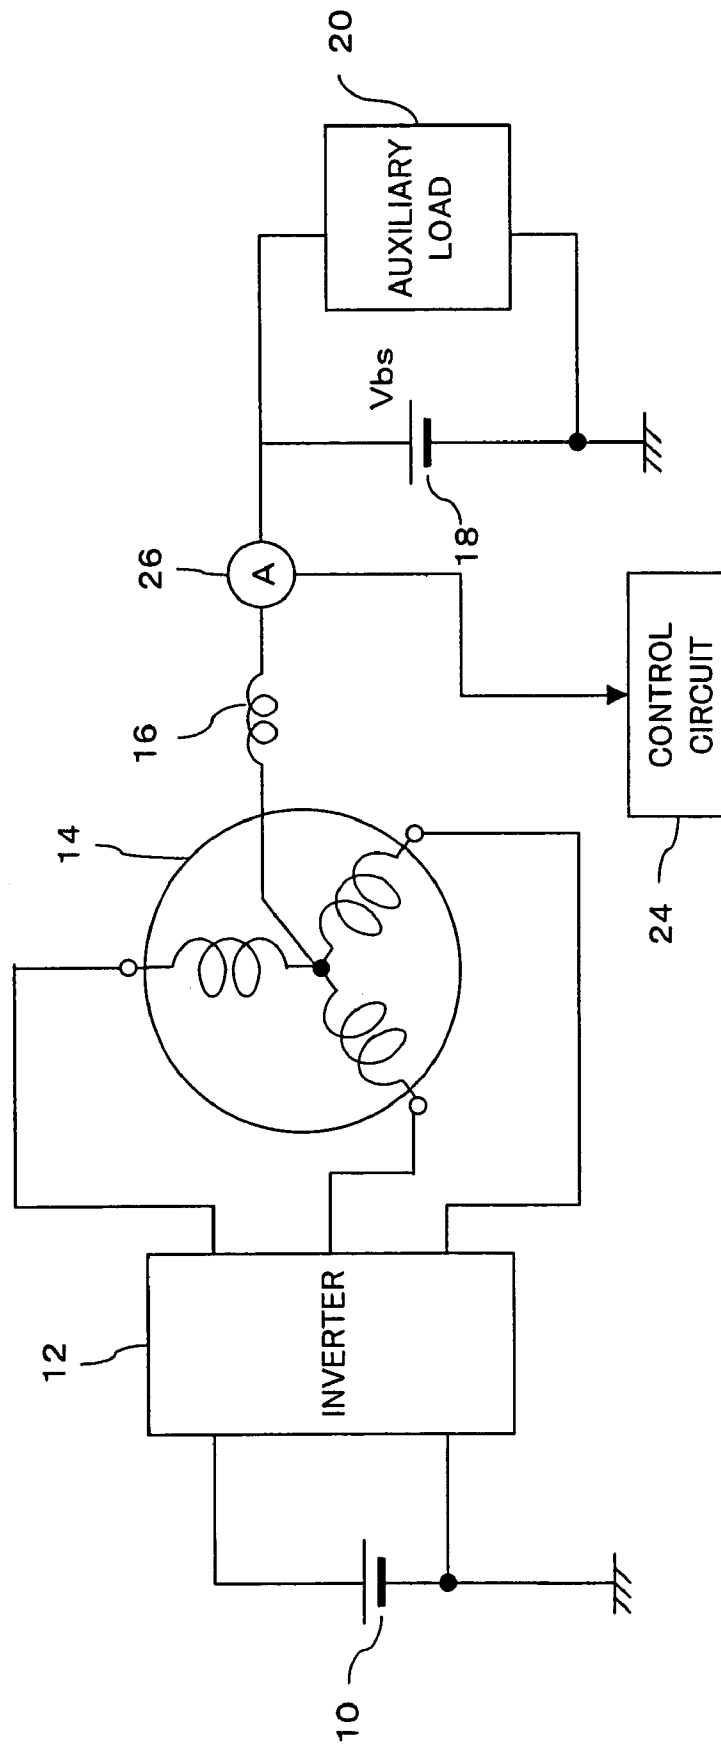 10
12
INVERTER
14
16
26
A
18
Vbs
20
AUXILIARY
LOAD
24
CONTROL
CIRCUIT